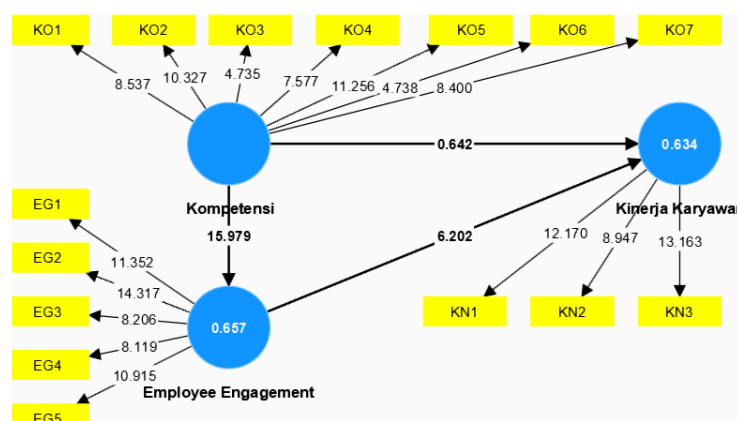 KO1 KO2 KO3 KO4 KO5 KO6 KO7
8.537 10.327 4.735 7.577 11.256 4.738 8.400
0.642 0.634
Kompetensi Kinerja Karyawan
EG1
15.979 6.202 12.170 8.947 13.163
11.352
EG2
14.317
EG3 8.206 KN1 KN2 KN3
0.657
8.119
EG4
10.915
Employee Engagement
EG5